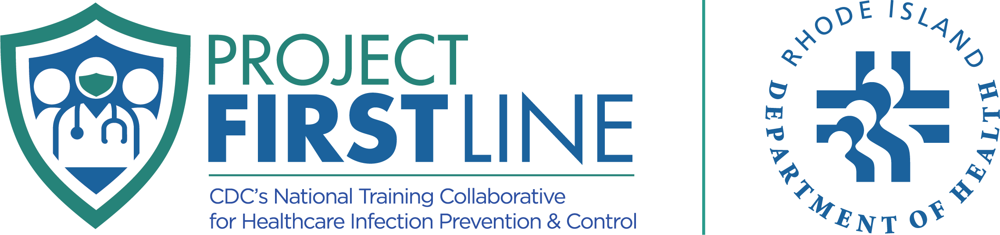 PROJECT
FIRSTLINE
CDC's National Training Collaborative
for Healthcare Infection Prevention & Control
RHODE ISLAND
DEPARTMENT OF HEALTH